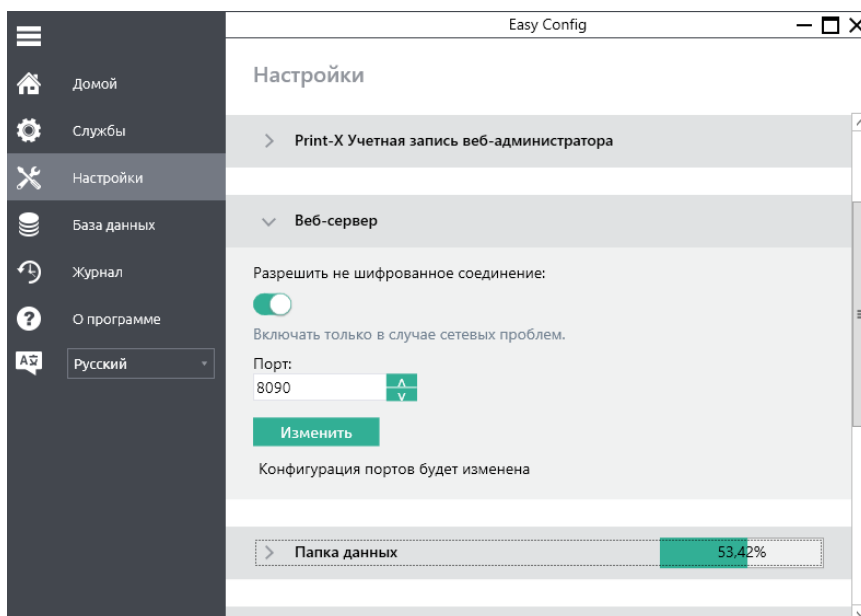 Easy Config
Домой
Службы
Настройки
База данных
Журнал
О программе
Русский
Настройки
Print-X Учетная запись веб-администратора
Веб-сервер
Разрешить не шифрованное соединение:
Включать только в случае сетевых проблем.
Порт:
8090
Изменить
Конфигурация портов будет изменена
Папка данных 53,42%